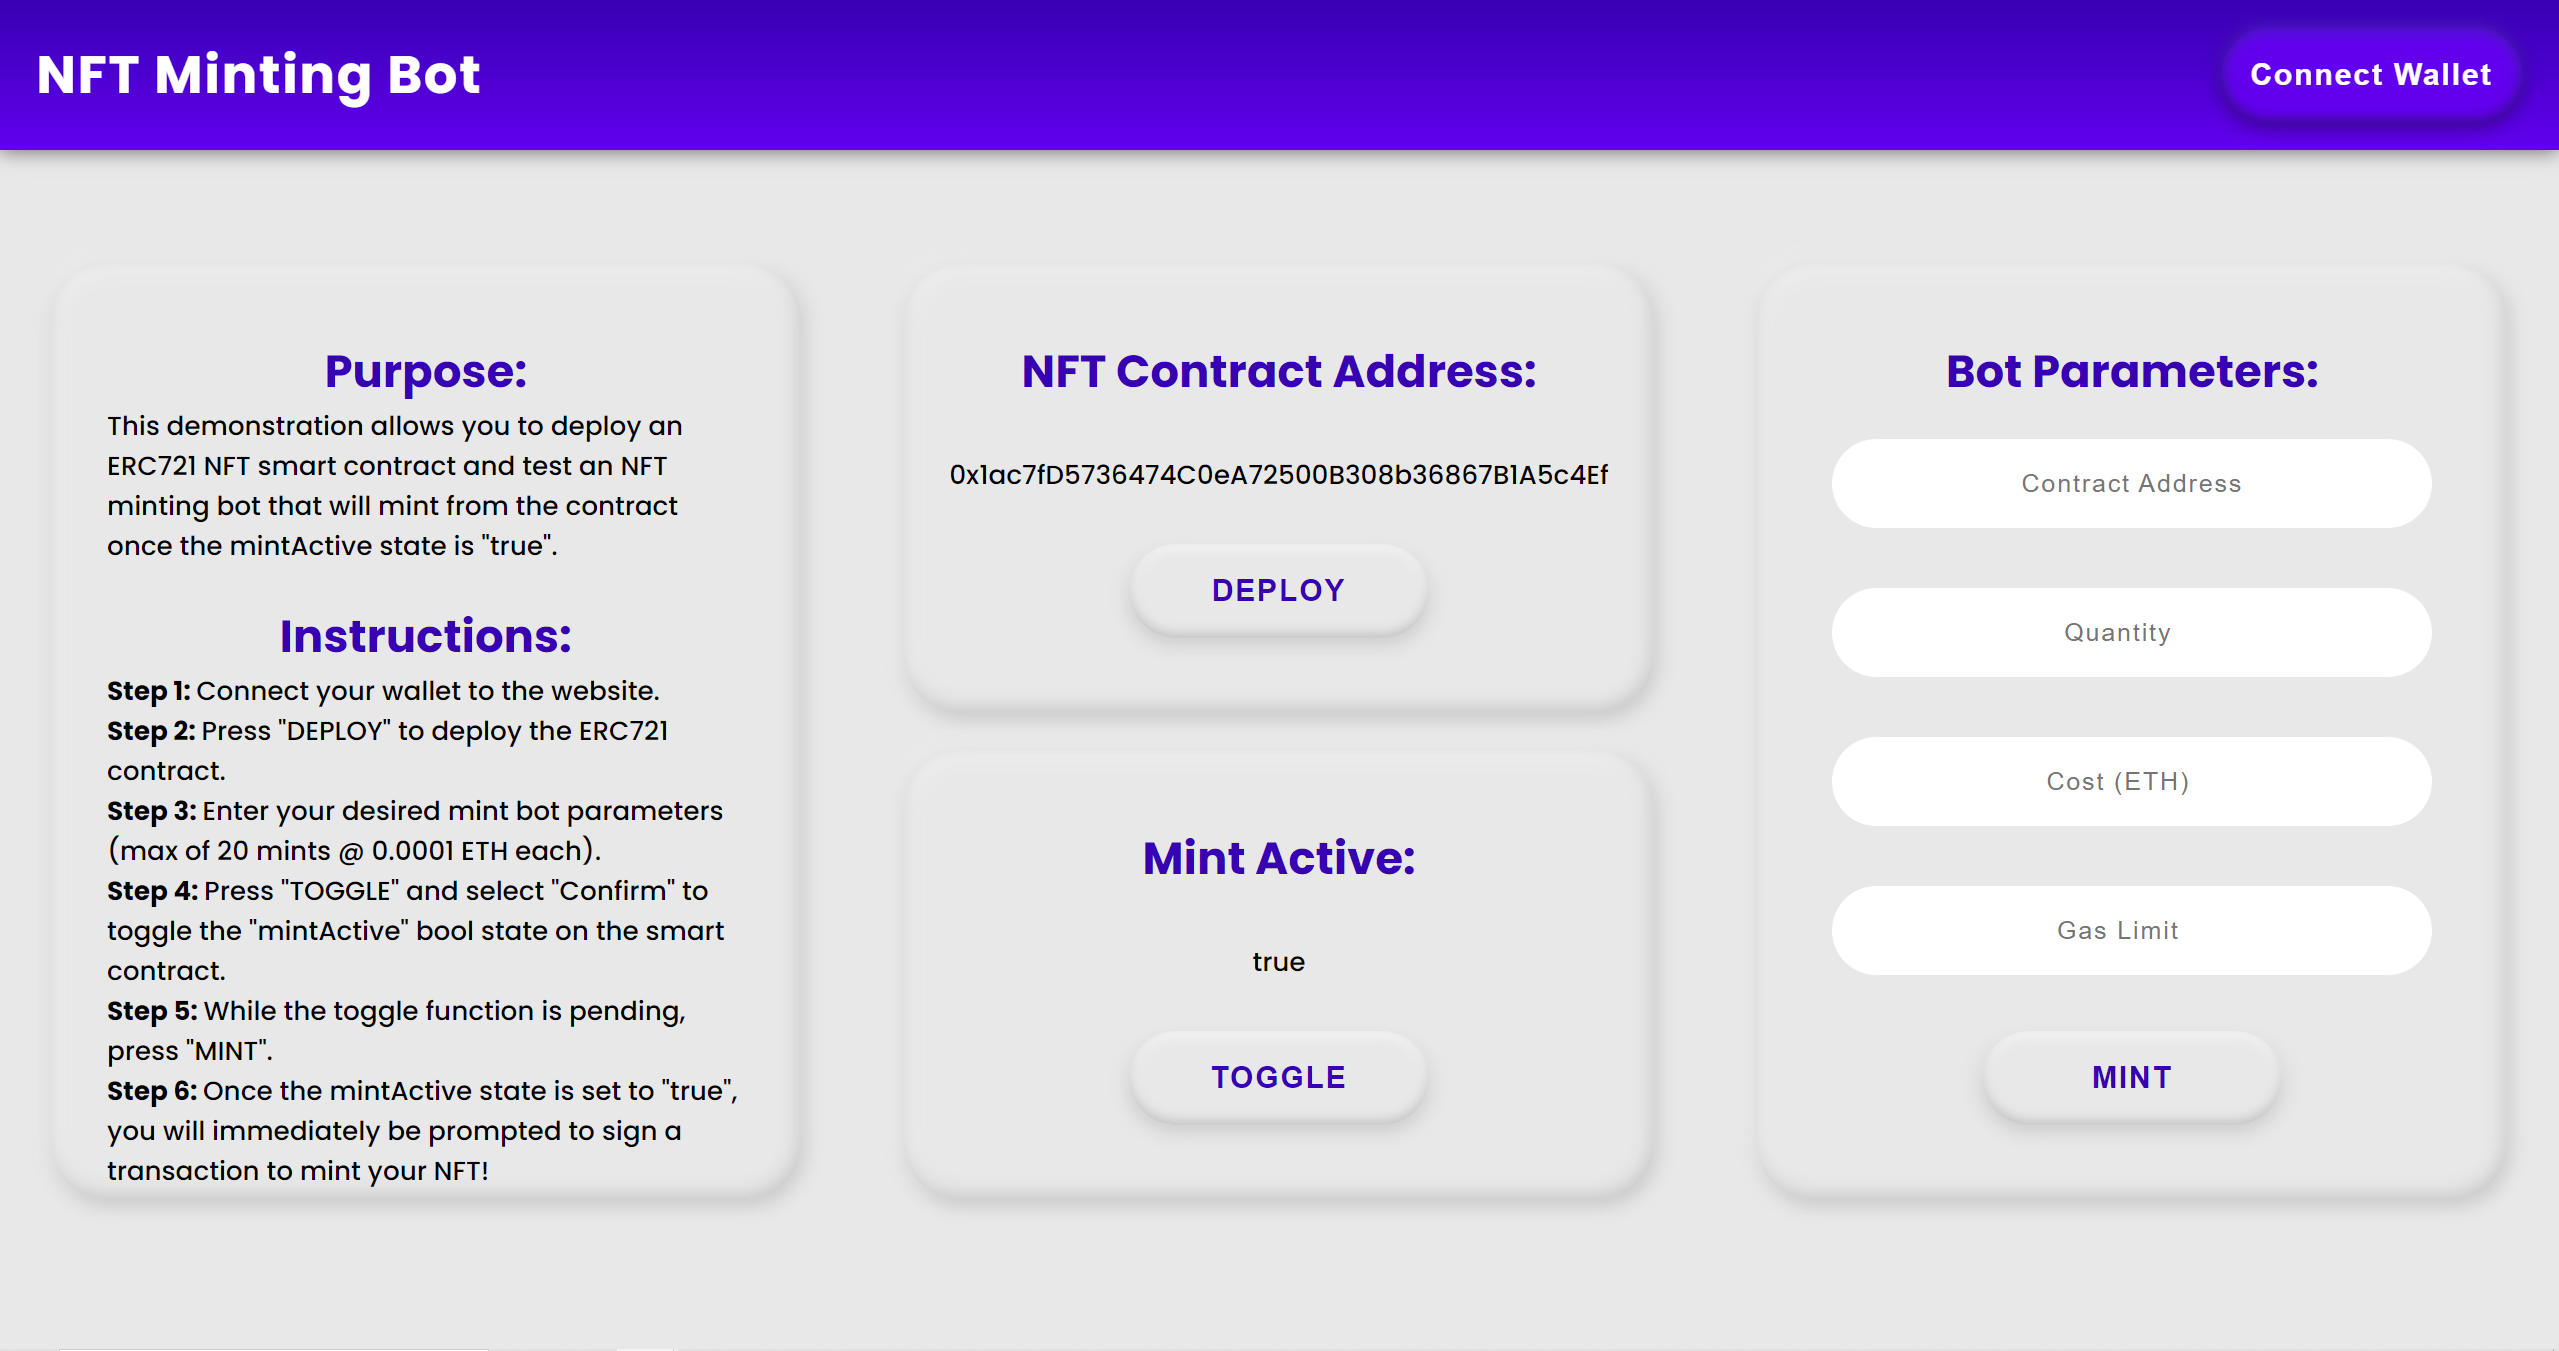 NFT Minting Bot
Connect Wallet
Purpose:
This demonstration allows you to deploy an
ERC721 NFT smart contract and test an NFT
minting bot that will mint from the contract
once the mintActive state is "true".
Instructions:
Step 1: Connect your wallet to the website.
Step 2: Press "DEPLOY" to deploy the ERC721
contract.
Step 3: Enter your desired mint bot parameters
(max of 20 mints @ 0.0001 ETH each).
Step 4: Press "TOGGLE" and select "Confirm" to
toggle the "mintActive" bool state on the smart
contract.
Step 5: While the toggle function is pending,
press "MINT".
Step 6: Once the mintActive state is set to "true",
you will immediately be prompted to sign a
transaction to mint your NFT!
NFT Contract Address:
0x1ac7fD5736474C0eA72500B308b36867B1A5c4Ef
DEPLOY
Mint Active:
true
TOGGLE
Bot Parameters:
Contract Address
Quantity
Cost (ETH)
Gas Limit
MINT